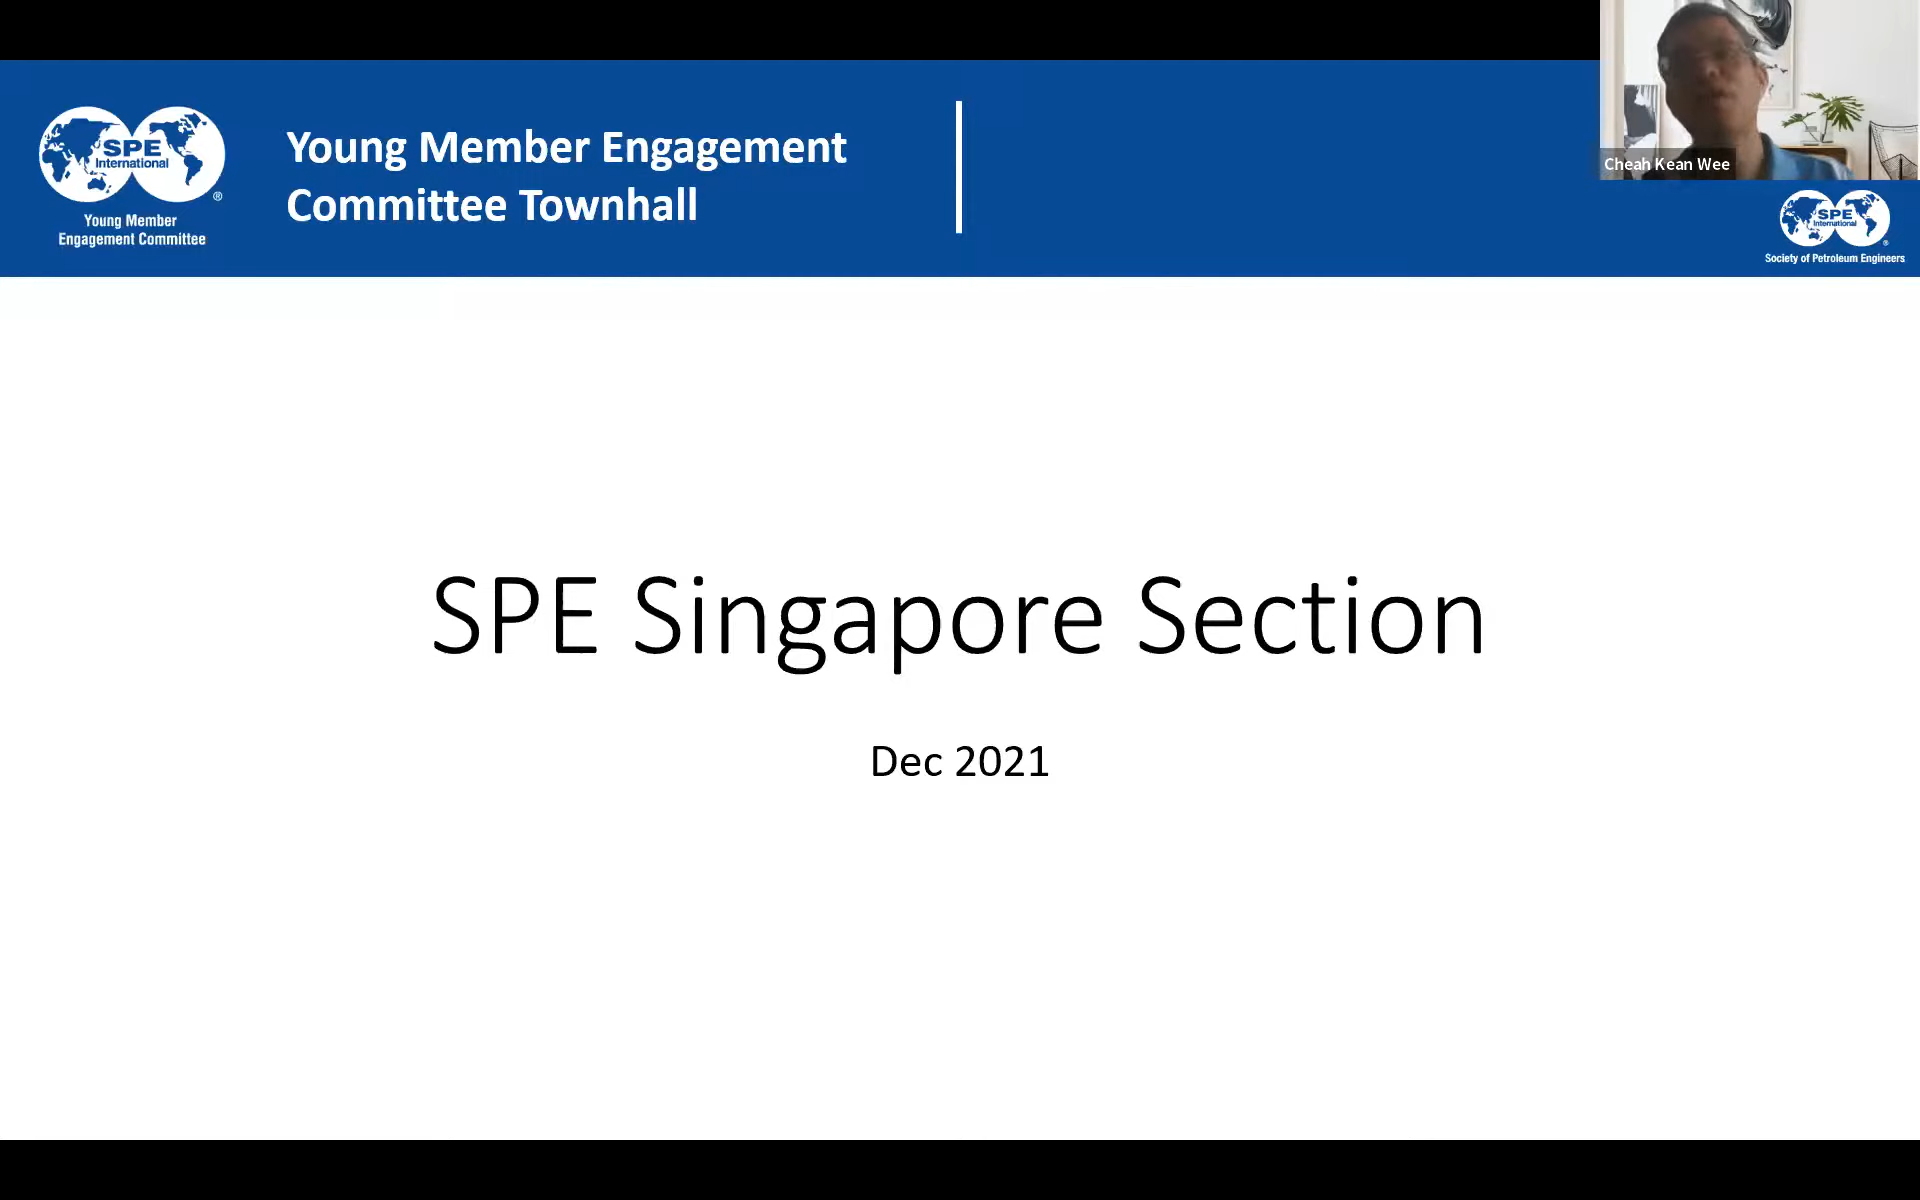 SPE
International
®
Young Member
Engagement Committee
Young Member Engagement
Committee Townhall
Cheah Kean Wee
SPE
International
®
Society of Petroleum Engineers
SPE Singapore Section
Dec 2021